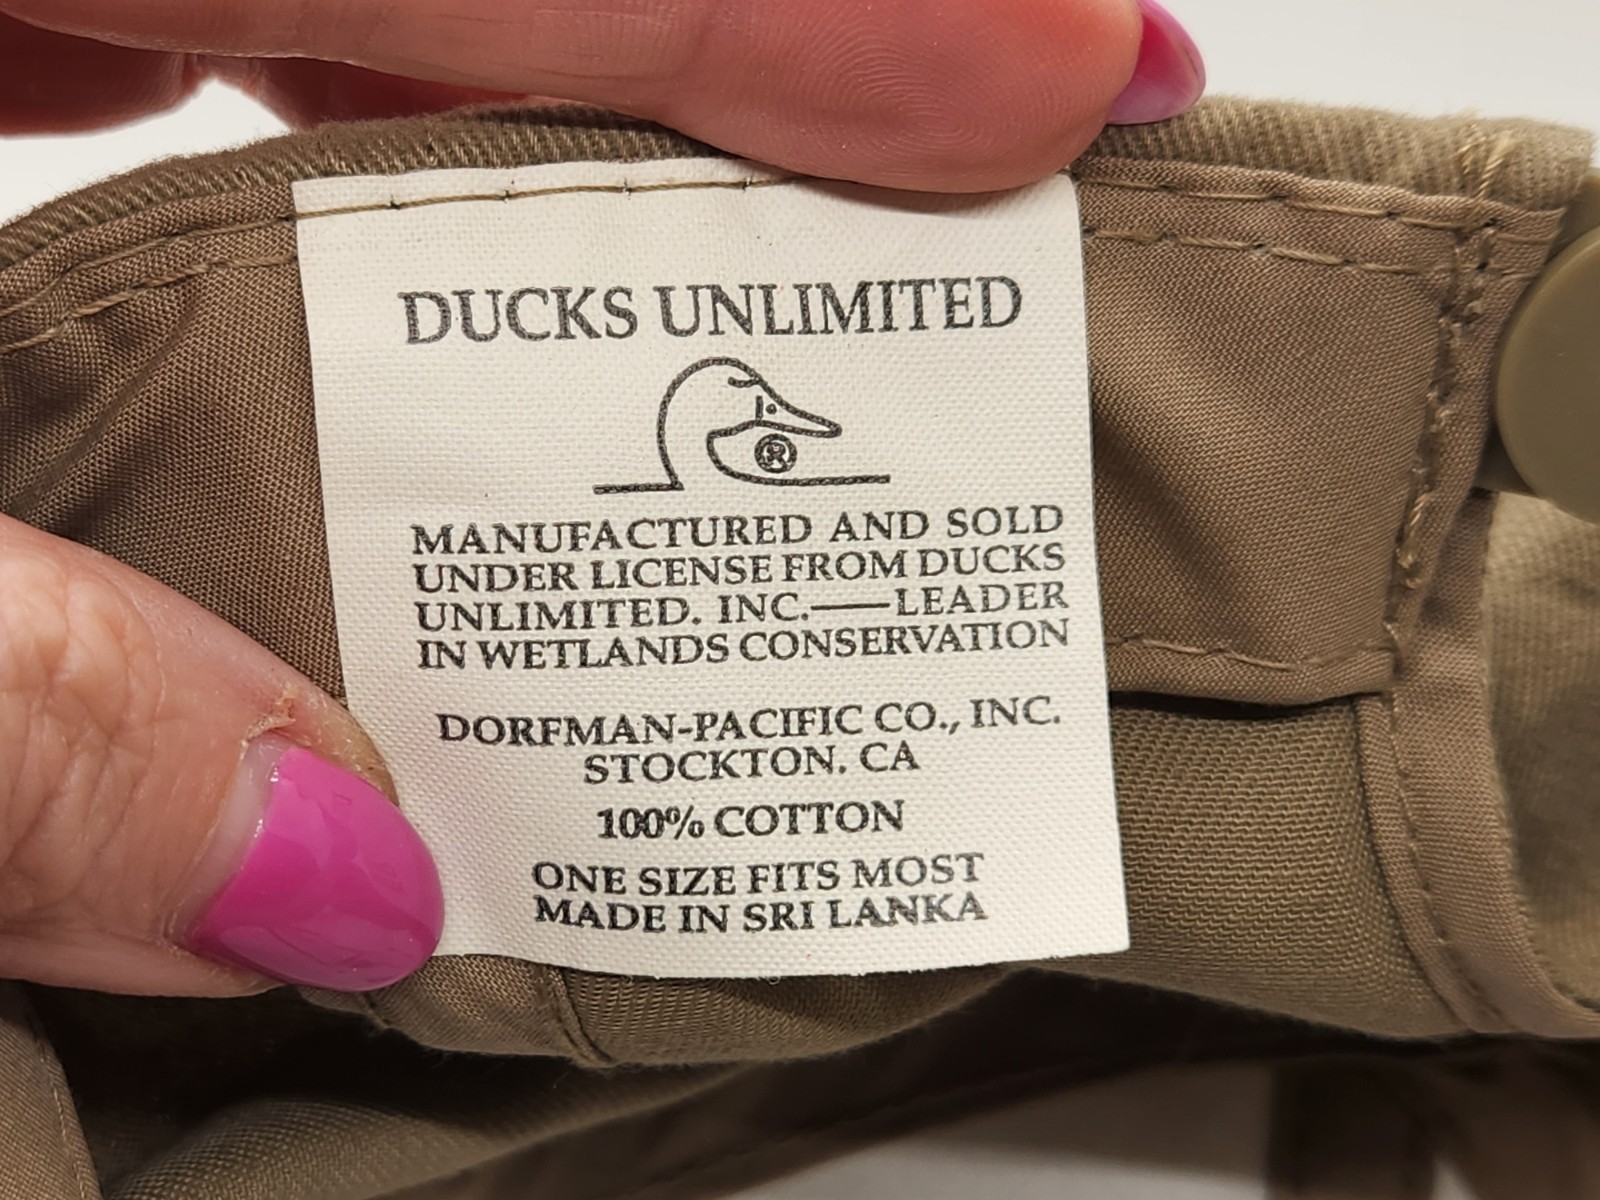 DUCKS UNLIMITED
®
MANUFACTURED AND SOLD
UNDER LICENSE FROM DUCKS
UNLIMITED. INC.——LEADER
IN WETLANDS CONSERVATION
DORFMAN-PACIFIC CO., INC.
STOCKTON. CA
100% COTTON
ONE SIZE FITS MOST
MADE IN SRI LANKA